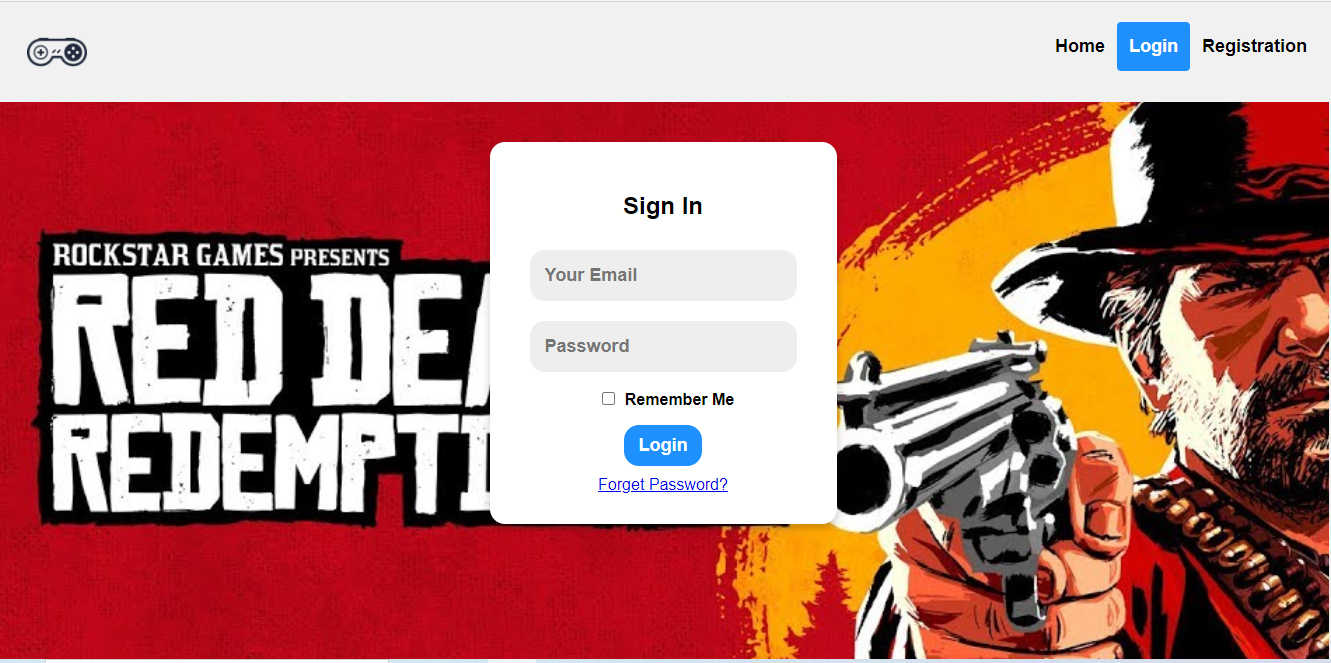 Home Login Registration
Sign In
ROCKSTAR GAMES PRESENTS
Your Email
RED DEA
Password
Remember Me
REDEMPTI
Login
Forget Password?